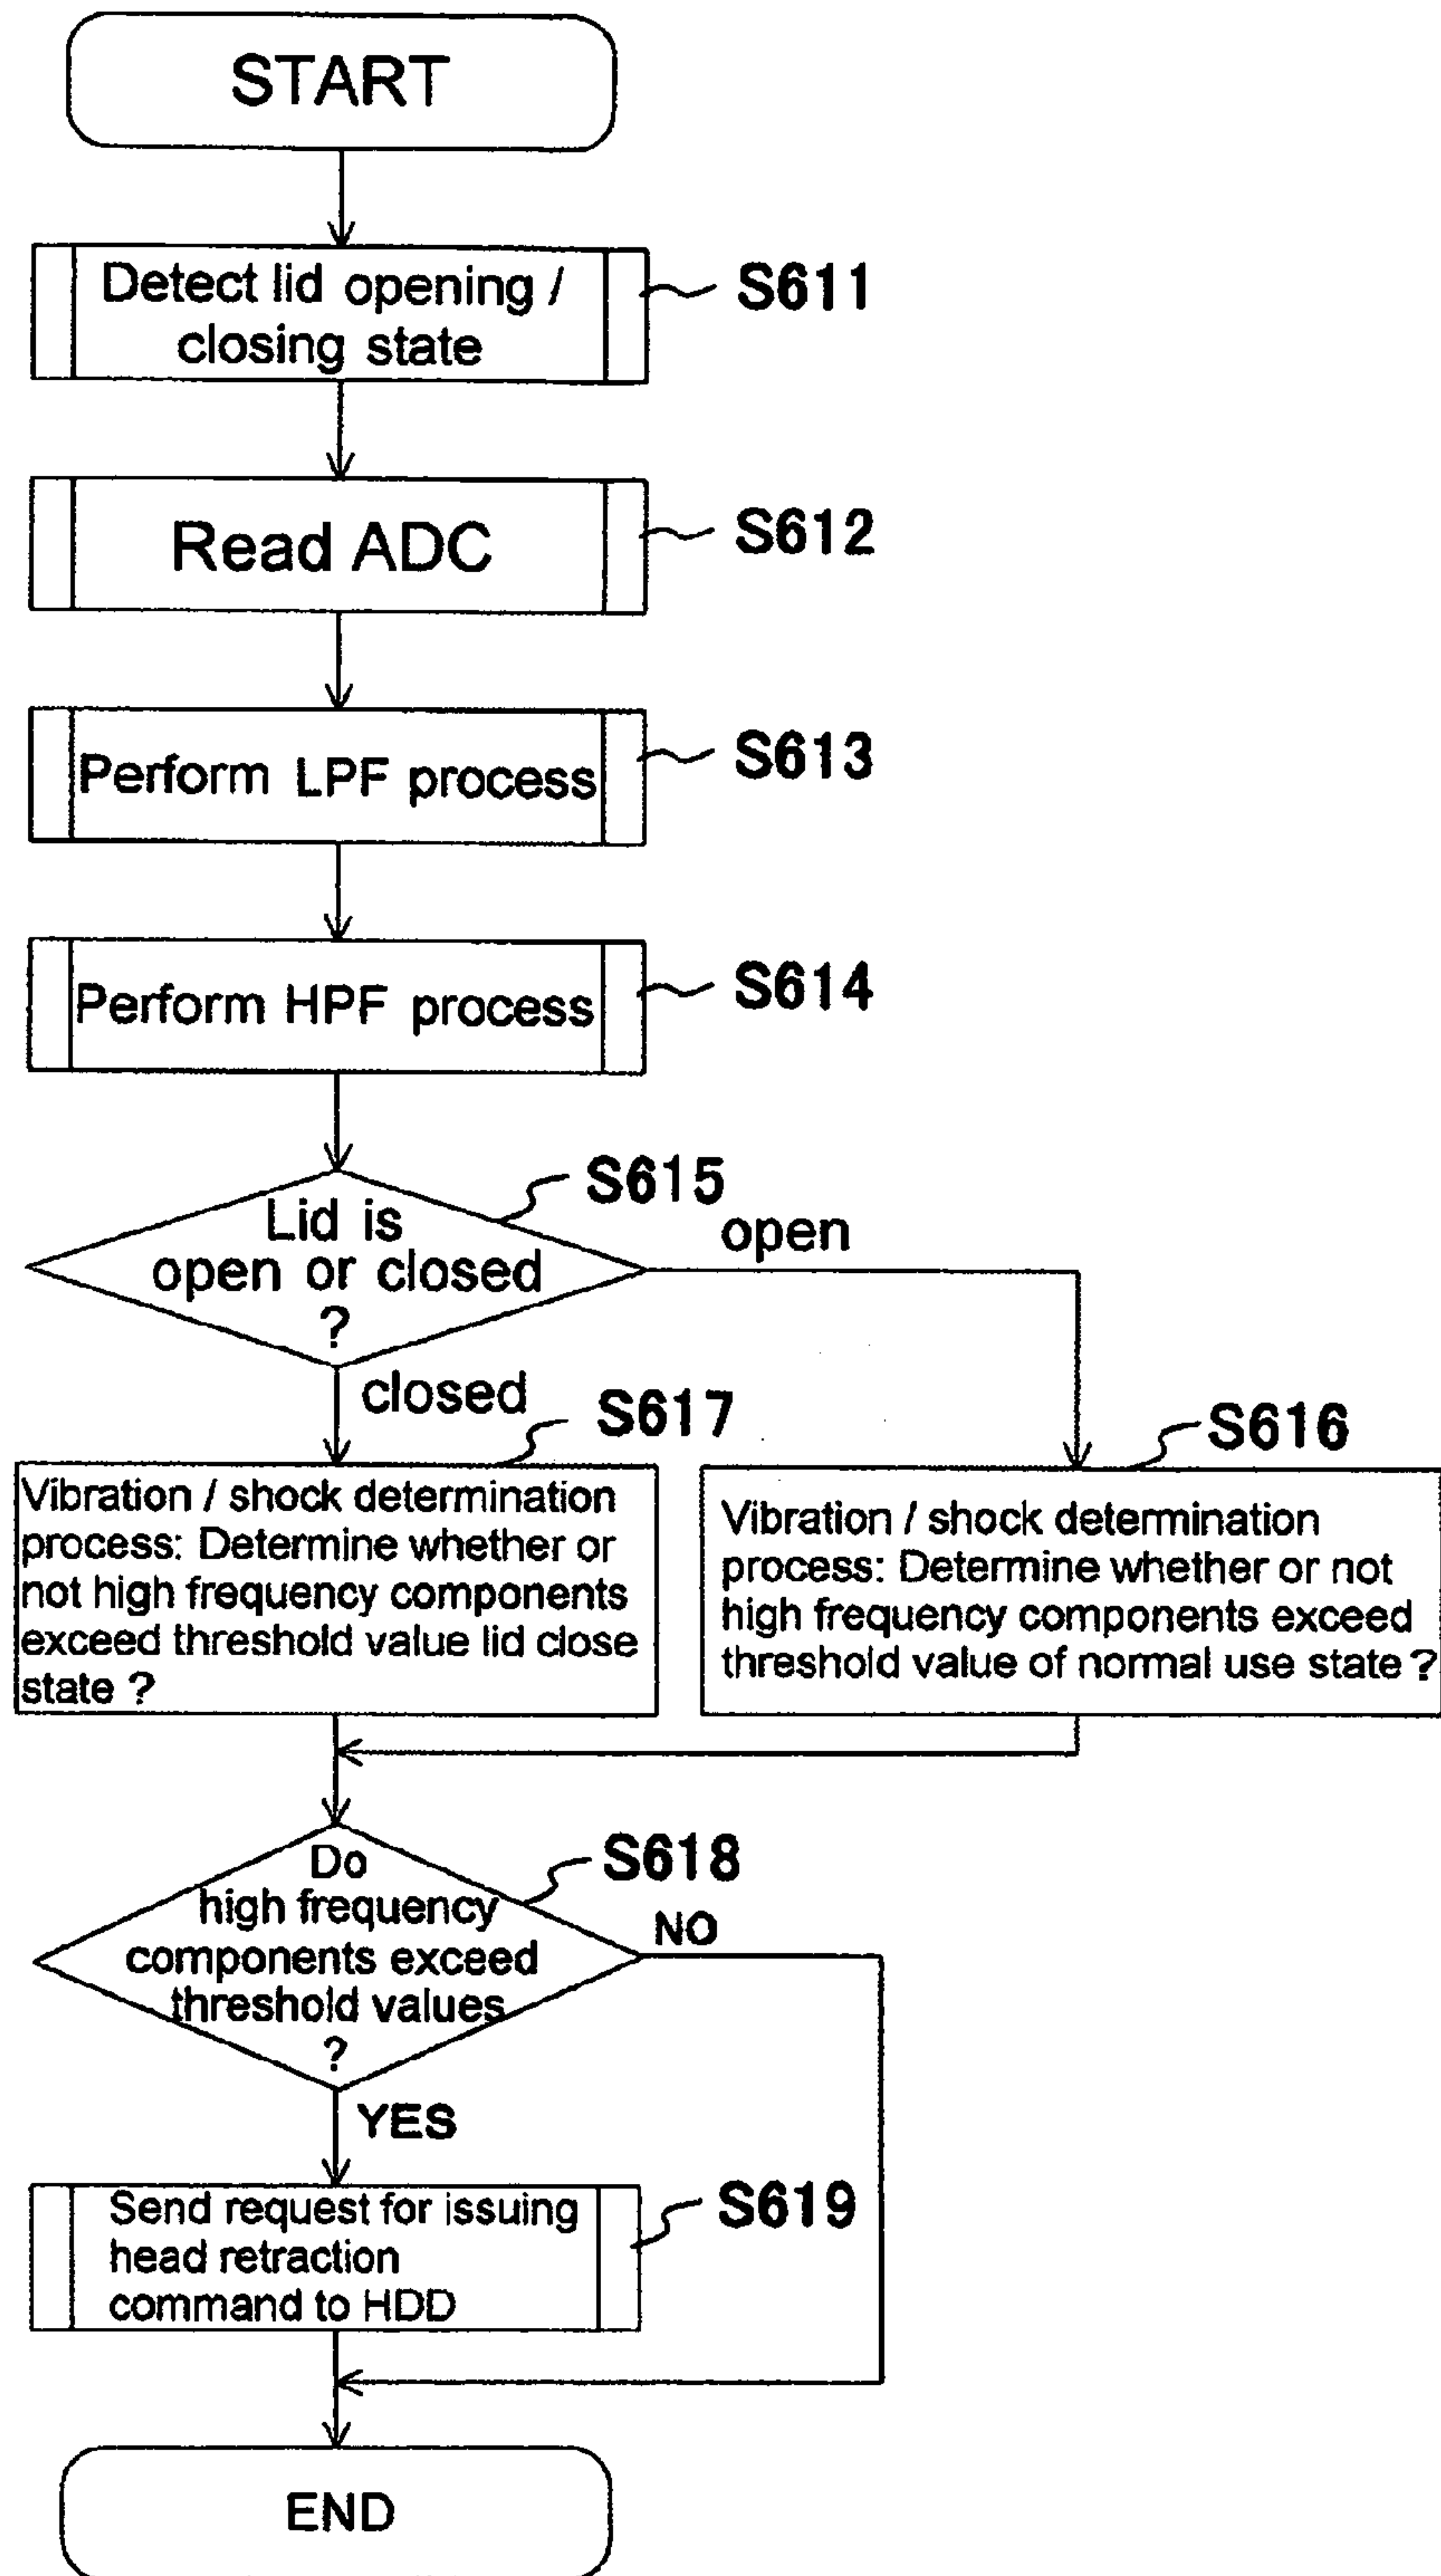 START
Detect lid opening /
closing state
S611
Read ADC
S612
Perform LPF process
S613
Perform HPF process
S614
S615
Lid is
open or closed
?
open
closed
S617
Vibration / shock determination
process: Determine whether or
not high frequency components
exceed threshold value lid close
state ?
S616
Vibration / shock determination
process: Determine whether or not
high frequency components exceed
threshold value of normal use state ?
S618
Do
high frequency
components exceed
threshold values
?
NO
YES
Send request for issuing
head retraction
command to HDD
S619
END